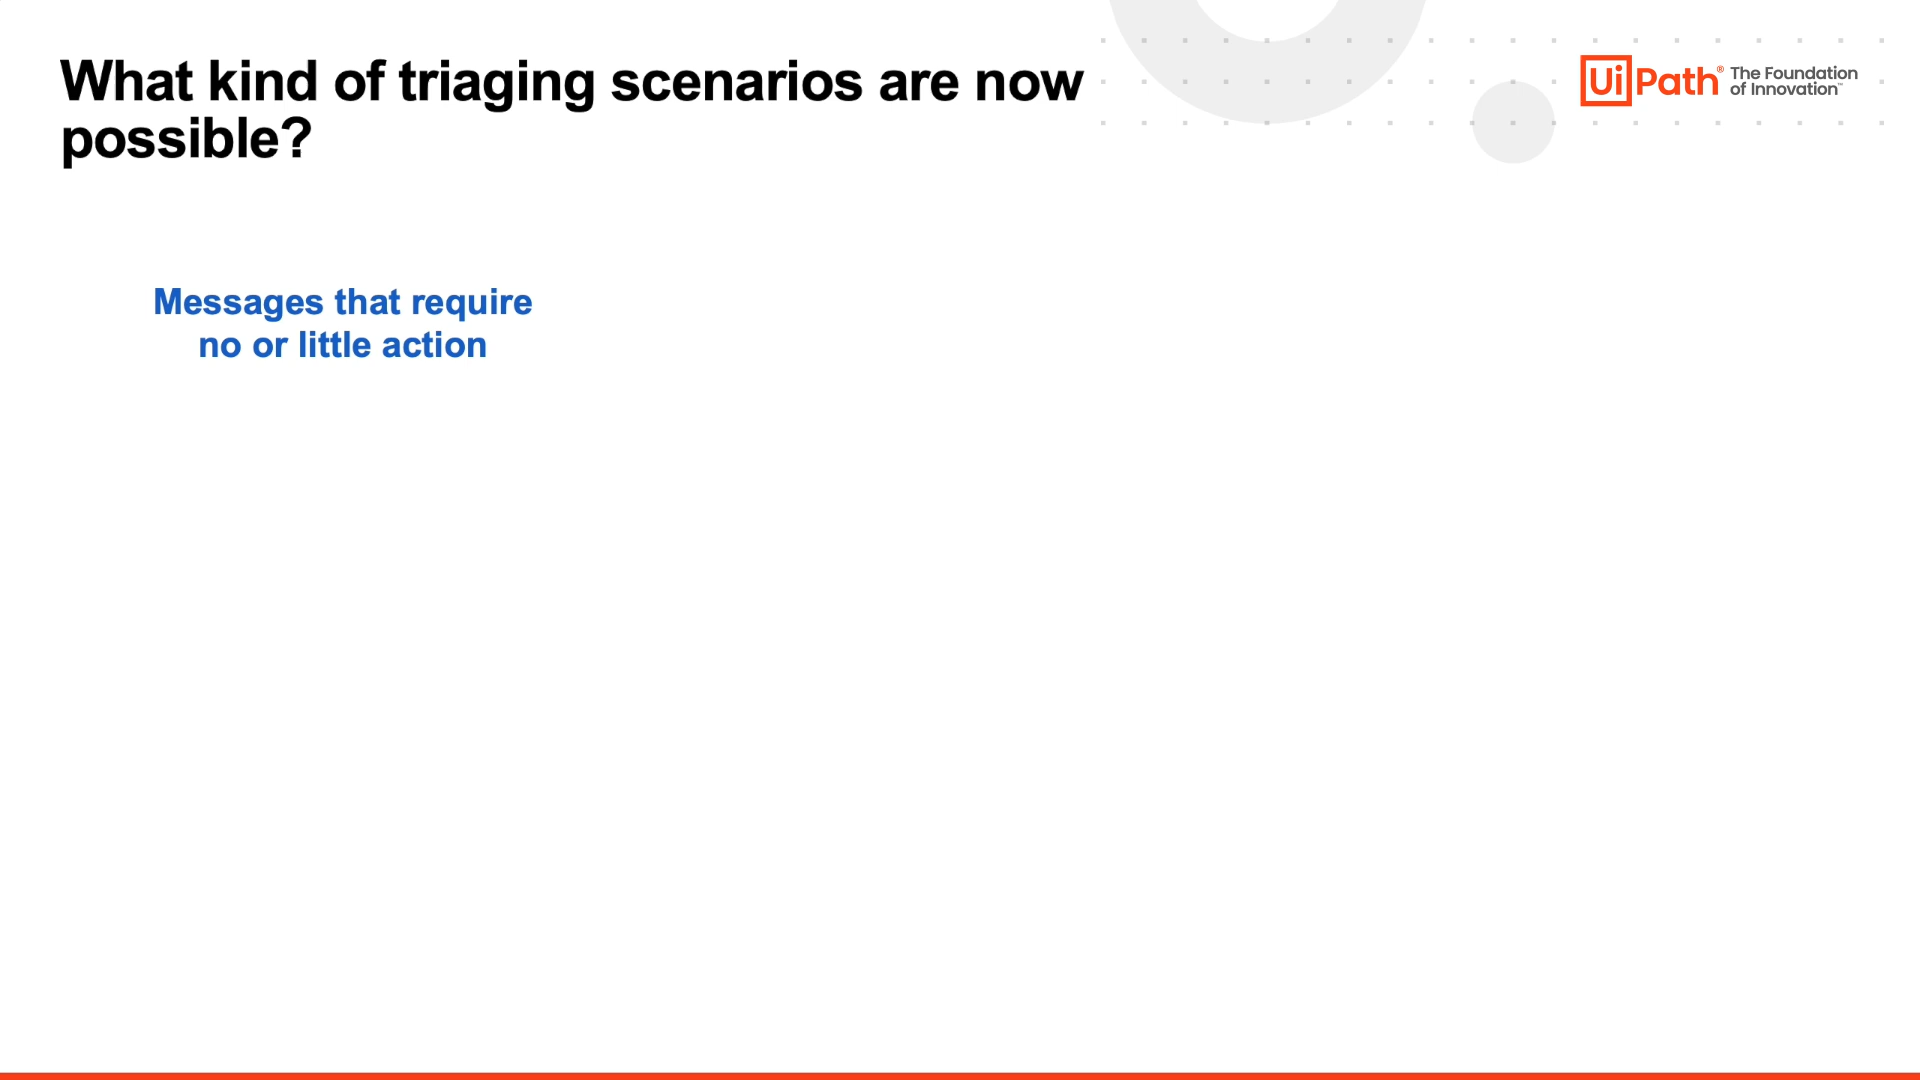 What kind of triaging scenarios are now
possible?
UiPath® The Foundation
of Innovation™
Messages that require
no or little action